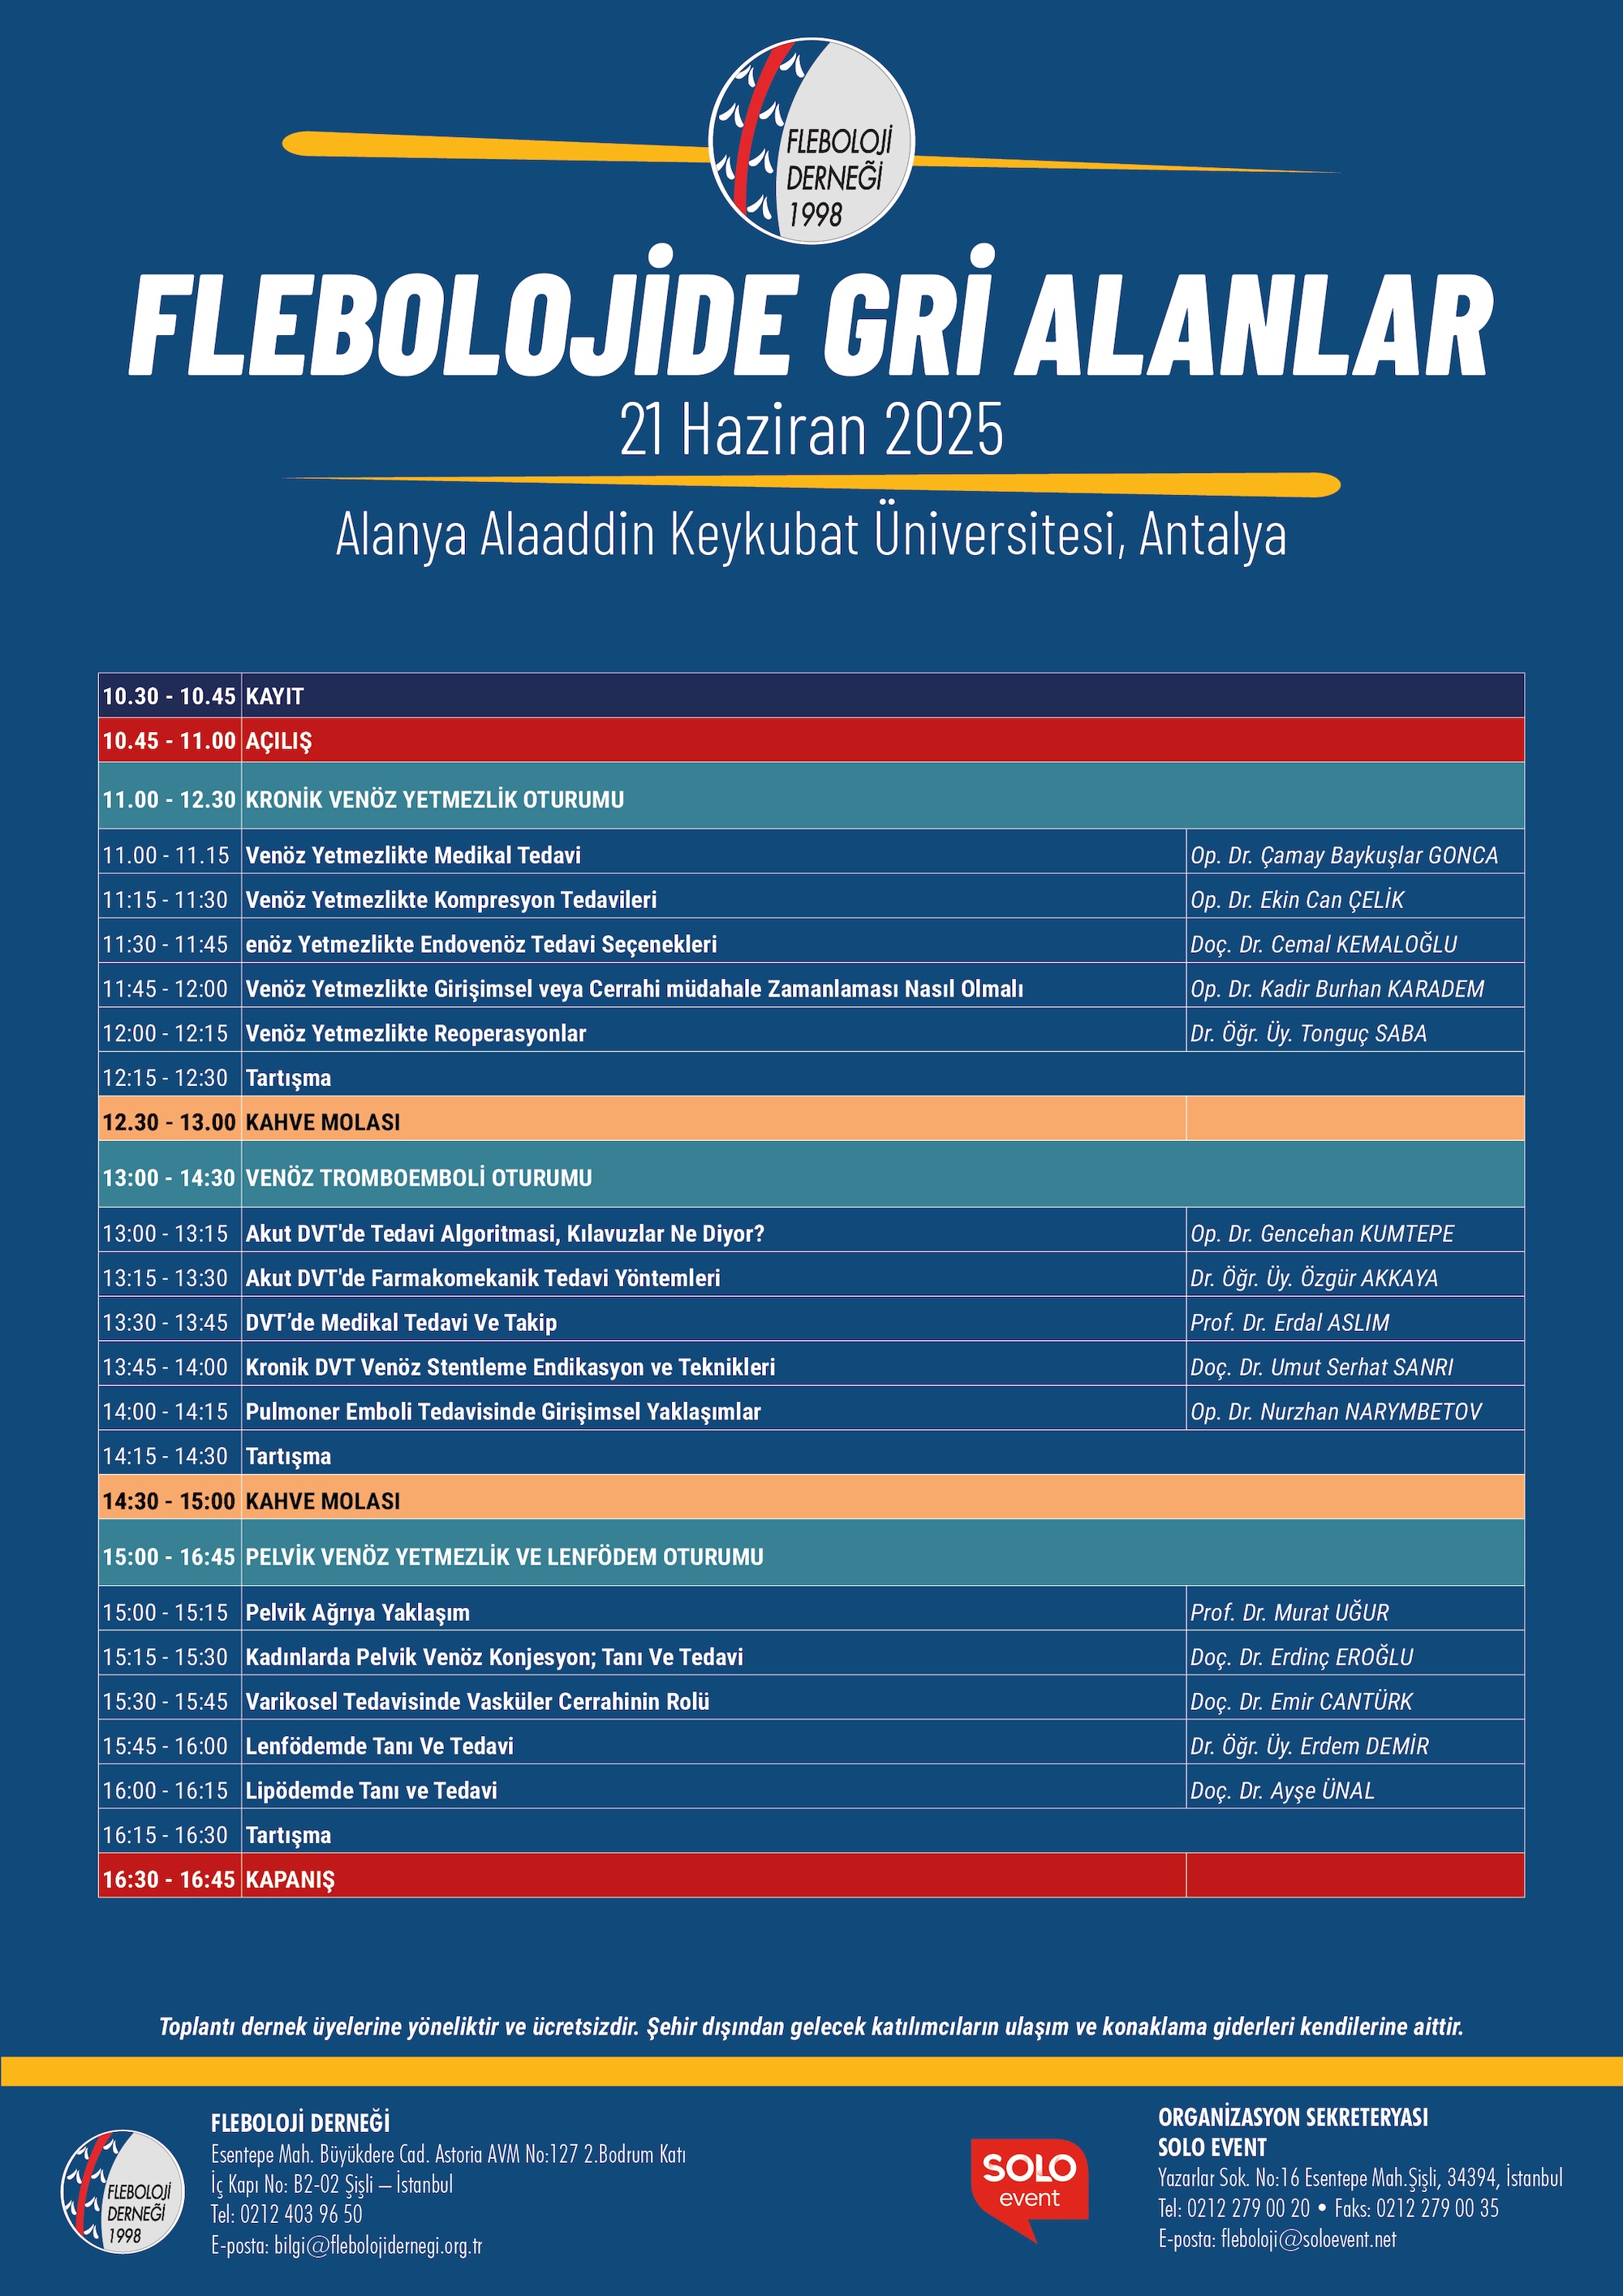 FLEBOLOJİ
DERNEĞİ
1998
FLEBOLOJİDE GRİ ALANLAR
21 Haziran 2025
Alanya Alaaddin Keykubat Üniversitesi, Antalya
10.30 - 10.45 KAYIT
10.45 - 11.00 AÇILIŞ
11.00 - 12.30 KRONİK VENÖZ YETMEZLİK OTURUMU
11.00 - 11.15 Venöz Yetmezlikte Medikal Tedavi Op. Dr. Çamay Baykuşlar GONCA
11:15 - 11:30 Venöz Yetmezlikte Kompresyon Tedavileri Op. Dr. Ekin Can ÇELİK
11:30 - 11:45 enöz Yetmezlikte Endovenöz Tedavi Seçenekleri Doç. Dr. Cemal KEMALOĞLU
11:45 - 12:00 Venöz Yetmezlikte Girişimsel veya Cerrahi müdahale Zamanlaması Nasıl Olmalı Op. Dr. Kadir Burhan KARADEM
12:00 - 12:15 Venöz Yetmezlikte Reoperasyonlar Dr. Öğr. Üy. Tonguç SABA
12:15 - 12:30 Tartışma
12.30 - 13.00 KAHVE MOLASI
13:00 - 14:30 VENÖZ TROMBOEMBOLİ OTURUMU
13:00 - 13:15 Akut DVT'de Tedavi Algoritması, Kılavuzlar Ne Diyor? Op. Dr. Gencehan KUMTEPE
13:15 - 13:30 Akut DVT'de Farmakomekanik Tedavi Yöntemleri Dr. Öğr. Üy. Özgür AKKAYA
13:30 - 13:45 DVT’de Medikal Tedavi Ve Takip Prof. Dr. Erdal ASLIM
13:45 - 14:00 Kronik DVT Venöz Stentleme Endikasyon ve Teknikleri Doç. Dr. Umut Serhat SANRI
14:00 - 14:15 Pulmoner Emboli Tedavisinde Girişimsel Yaklaşımlar Op. Dr. Nurzhan NARYMBETOV
14:15 - 14:30 Tartışma
14:30 - 15:00 KAHVE MOLASI
15:00 - 16:45 PELVİK VENÖZ YETMEZLİK VE LENFÖDEM OTURUMU
15:00 - 15:15 Pelvik Ağrıya Yaklaşım Prof. Dr. Murat UĞUR
15:15 - 15:30 Kadınlarda Pelvik Venöz Konjesyon; Tanı Ve Tedavi Doç. Dr. Erdinç EROĞLU
15:30 - 15:45 Varikosel Tedavisinde Vasküler Cerrahinin Rolü Doç. Dr. Emir CANTÜRK
15:45 - 16:00 Lenfödemde Tanı Ve Tedavi Dr. Öğr. Üy. Erdem DEMİR
16:00 - 16:15 Lipödemde Tanı ve Tedavi Doç. Dr. Ayşe ÜNAL
16:15 - 16:30 Tartışma
16:30 - 16:45 KAPANIŞ
Toplantı dernek üyelerine yöneliktir ve ücretsizdir. Şehir dışından gelecek katılımcıların ulaşım ve konaklama giderleri kendilerine aittir.
FLEBOLOJİ
DERNEĞİ
1998
FLEBOLOJİ DERNEĞİ
Esentepe Mah. Büyükdere Cad. Astoria AVM No:127 2.Bodrum Katı
İç Kapı No: B2-02 Şişli – İstanbul
Tel: 0212 403 96 50
E-posta: bilgi@flebolojidernegi.org.tr
SOLO
event
ORGANİZASYON SEKRETERYASI
SOLO EVENT
Yazarlar Sok. No:16 Esentepe Mah.Şişli, 34394, İstanbul
Tel: 0212 279 00 20 • Faks: 0212 279 00 35
E-posta: fleboloji@soloevent.net